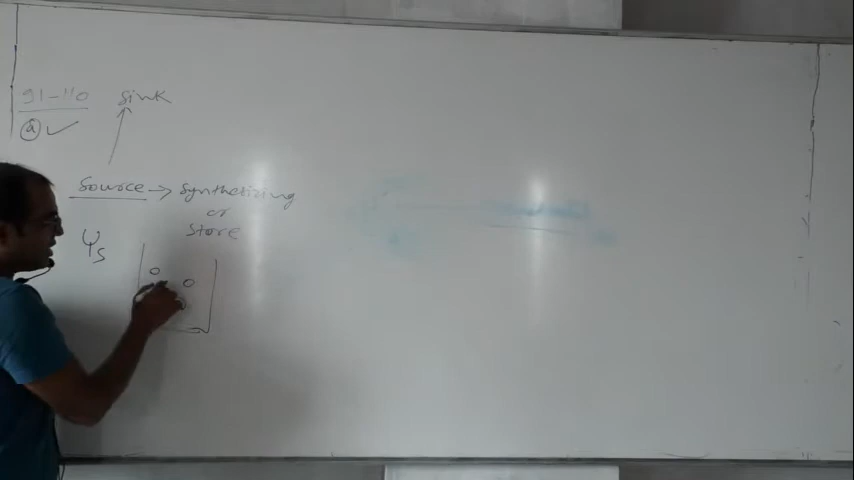 91-110 Sink
a ✓
Source → Synthesizing
or
Store
Ψs